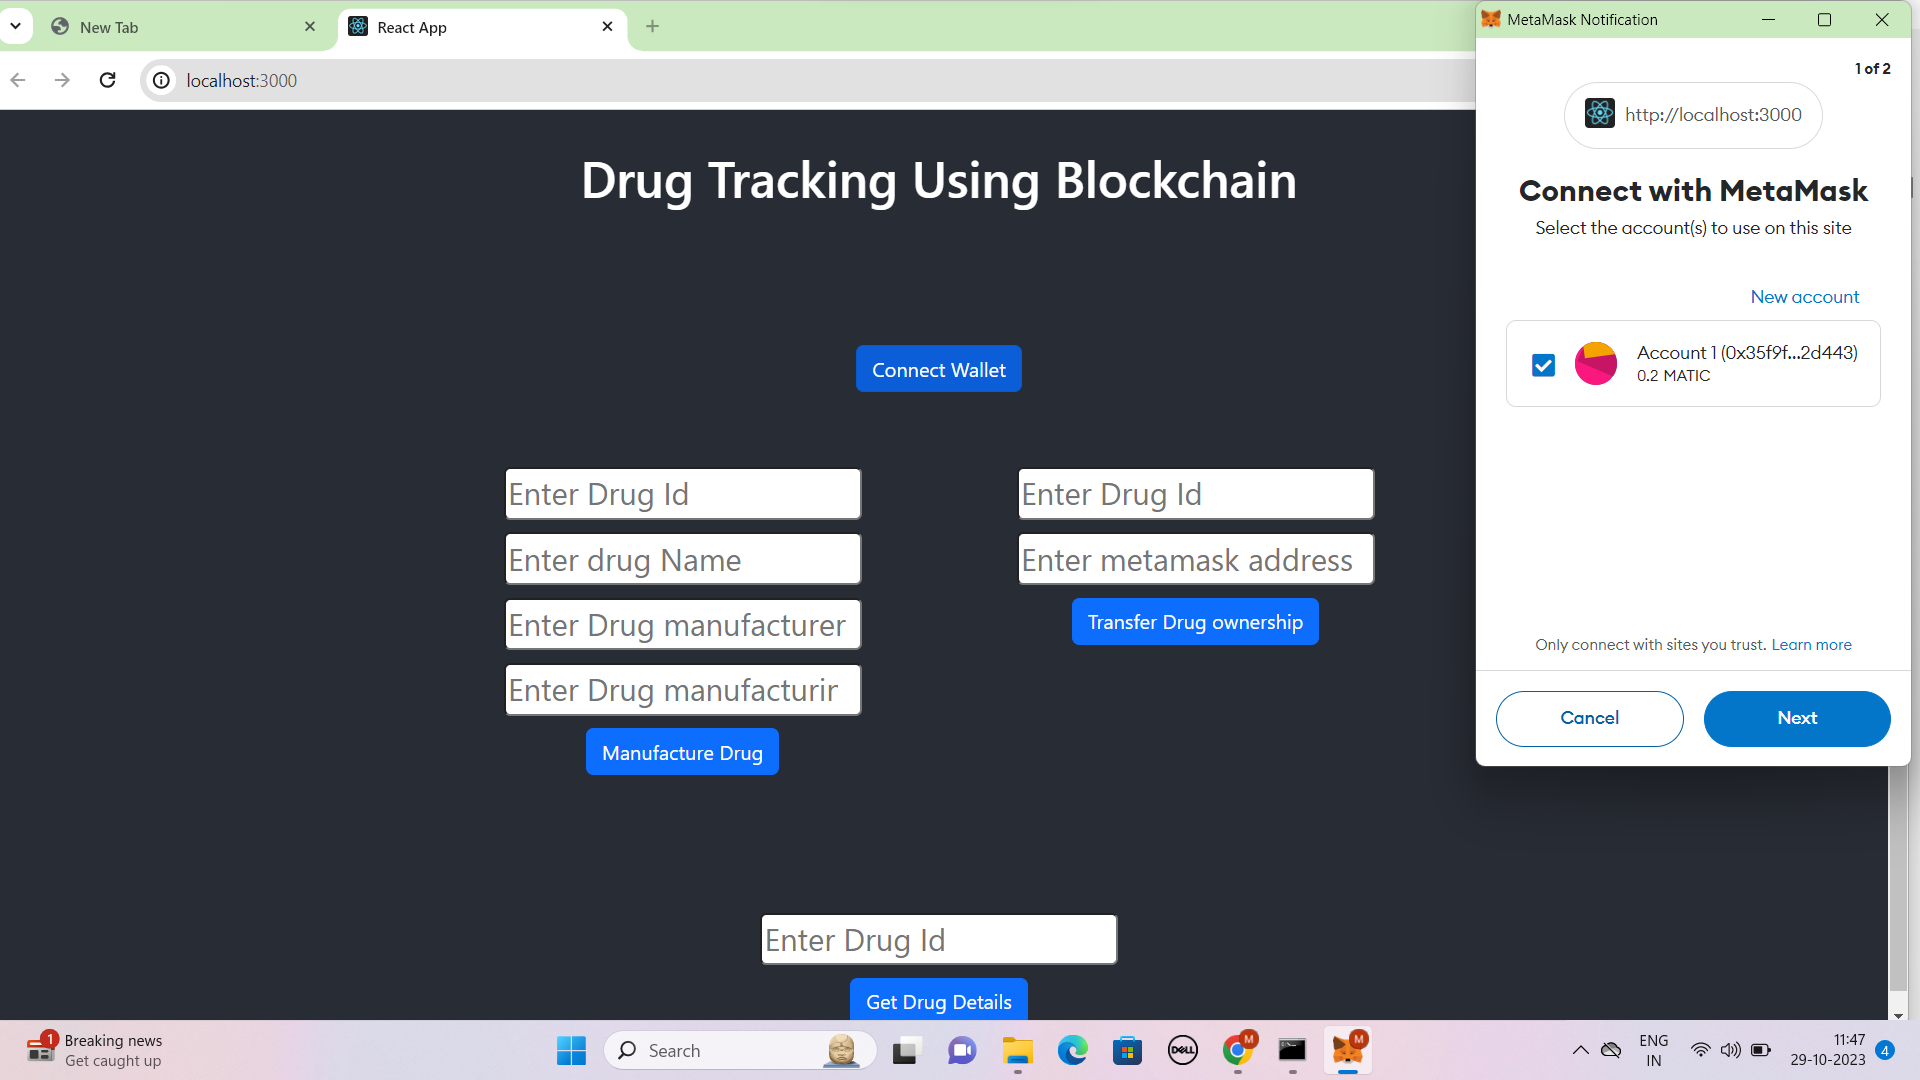 New Tab
React App
localhost:3000
Drug Tracking Using Blockchain
Connect Wallet
Enter Drug Id
Enter drug Name
Enter Drug manufacturer
Enter Drug manufacturir
Manufacture Drug
Enter Drug Id
Enter metamask address
Transfer Drug ownership
Enter Drug Id
Get Drug Details
MetaMask Notification
1 of 2
http://localhost:3000
Connect with MetaMask
Select the account(s) to use on this site
New account
Account 1 (0x35f9f...2d443)
0.2 MATIC
Only connect with sites you trust. Learn more
Cancel
Next
1
Breaking news
Get caught up
Search
DELL
M
M
ENG
IN
11:47
29-10-2023
4